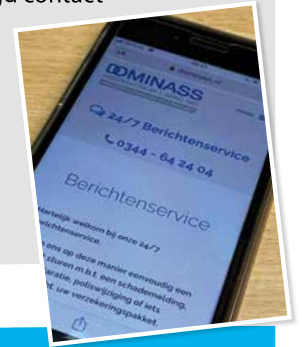 contact
DOMINASS
24/7 Berichtenservice
0344 - 64 24 04
Berichtenservice
Hartelijk welkom bij onze 24/7
berichtenservice.
ons op deze manier eenvoudig een
sturen m.b.t. een schademelding,
poliswijziging of iets
uw verzekeringspakket.